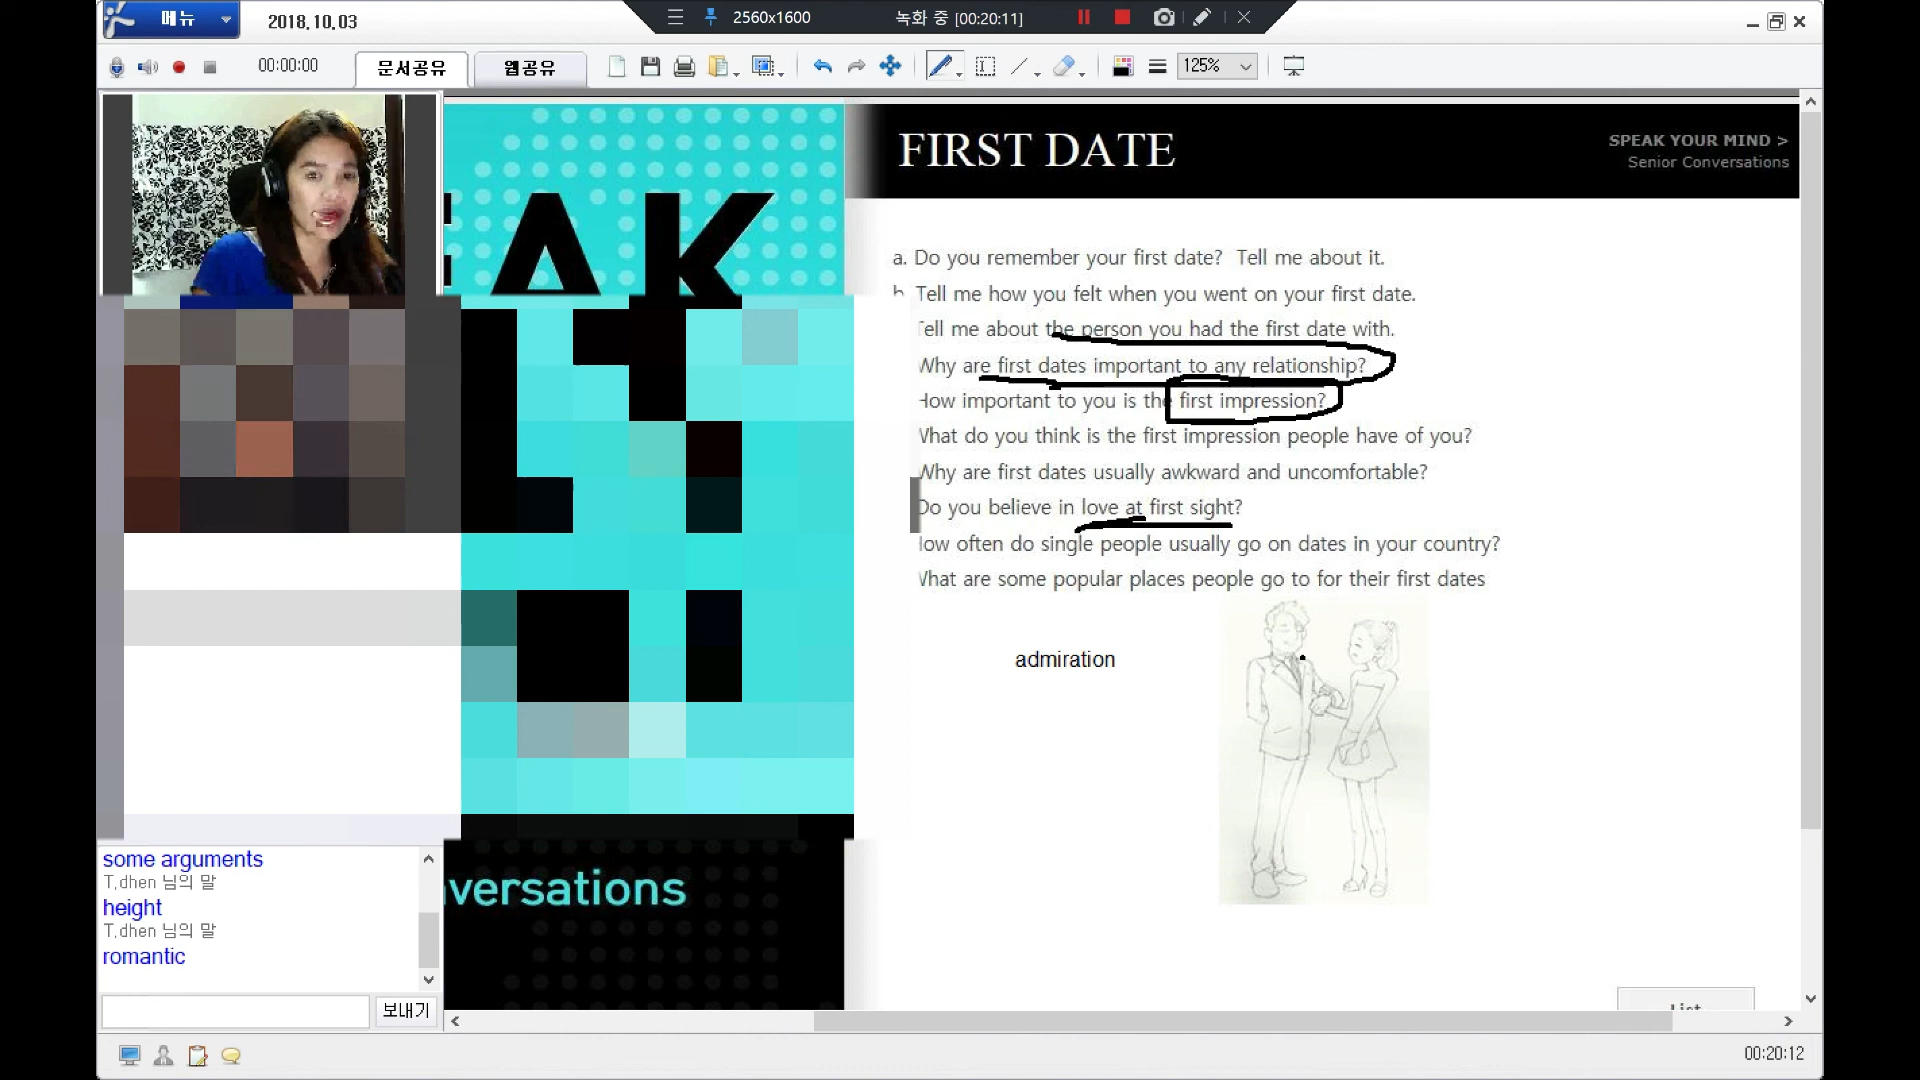 메뉴
2018.10.03
2560x1600
녹화 중 [00:20:11]
00:00:00
문서공유
웹공유
125%
EAK
FIRST DATE
SPEAK YOUR MIND >
Senior Conversations
a. Do you remember your first date? Tell me about it.
Tell me how you felt when you went on your first date.
Tell me about the person you had the first date with.
Why are first dates important to any relationship?
How important to you is the first impression?
What do you think is the first impression people have of you?
Why are first dates usually awkward and uncomfortable?
Do you believe in love at first sight?
How often do single people usually go on dates in your country?
What are some popular places people go to for their first dates
admiration
some arguments
T,dhen 님의 말
height
T,dhen 님의 말
romantic
nversations
보내기
List
00:20:12